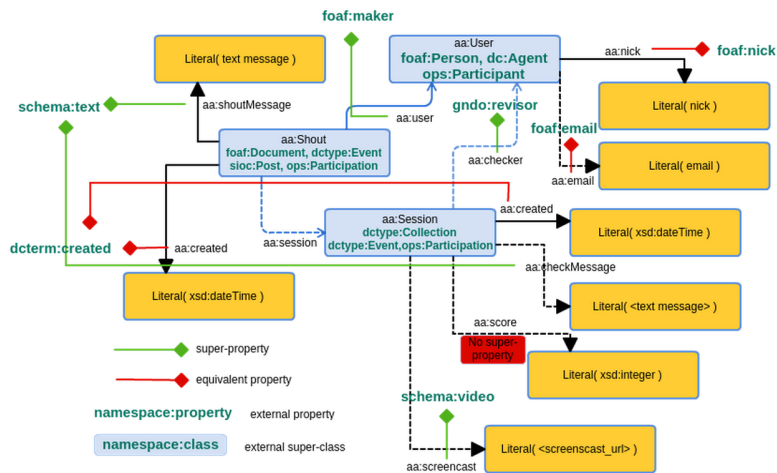 foaf:maker
aa:User
foaf:Person, dc:Agent
ops:Participant
aa:nick
foaf:nick
Literal( text message )
schema:text
aa:shoutMessage
aa:user
gndo:revisor
Literal( nick )
foaf:email
aa:Shout
foaf:Document, dctype:Event
sioc:Post, ops:Participation
aa:checker
Literal( email )
aa:email
aa:created
aa:Session
dctype:Collection
dctype:Event,ops:Participation
aa:session
Literal( xsd:dateTime )
dcterm:created
aa:created
aa:checkMessage
Literal( xsd:dateTime )
Literal( <text message> )
aa:score
No super-
property
super-property
Literal( xsd:integer )
equivalent property
schema:video
namespace:property
external property
namespace:class
external super-class
Literal( <screenscast_url> )
aa:screencast